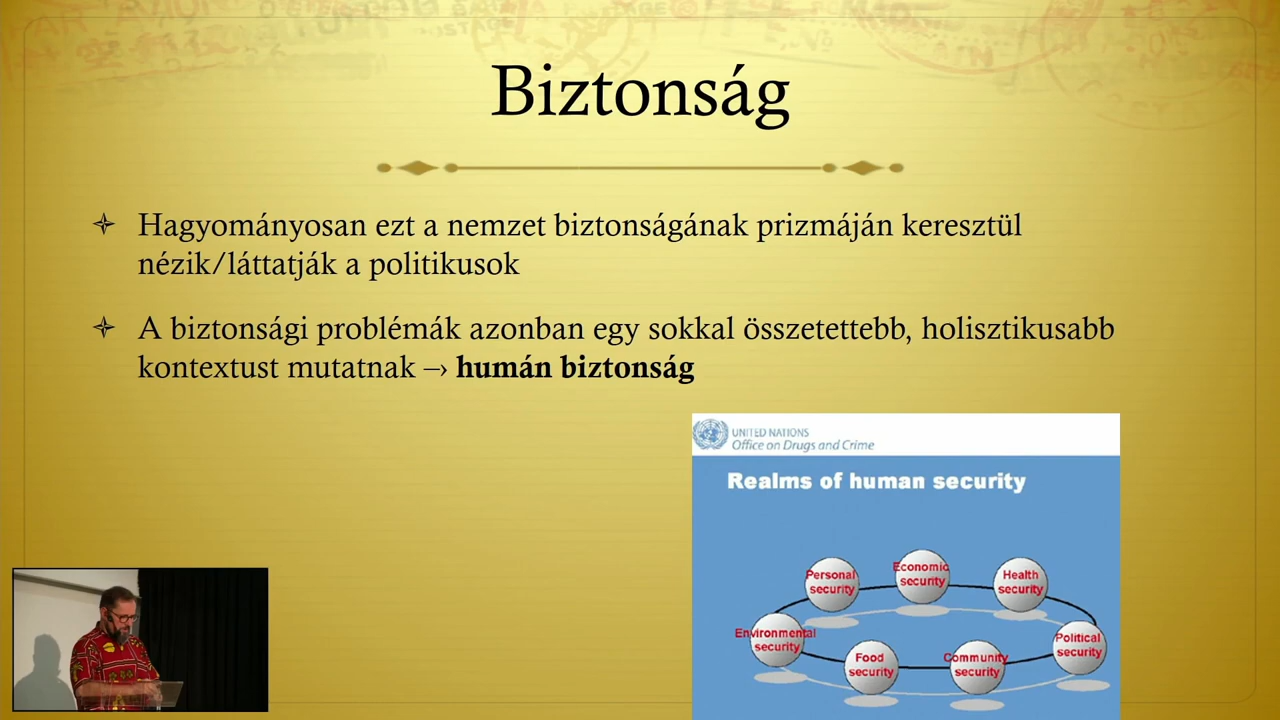 Biztonság
Hagyományosan ezt a nemzet biztonságának prizmáján keresztül
nézik/láttatják a politikusok
A biztonsági problémák azonban egy sokkal összetettebb, holisztikusabb
kontextust mutatnak –› humán biztonság
UNITED NATIONS
Office on Drugs and Crime
Realms of human security
Personal
security
Economic
security
Health
security
Environmental
security
Food
security
Community
security
Political
security